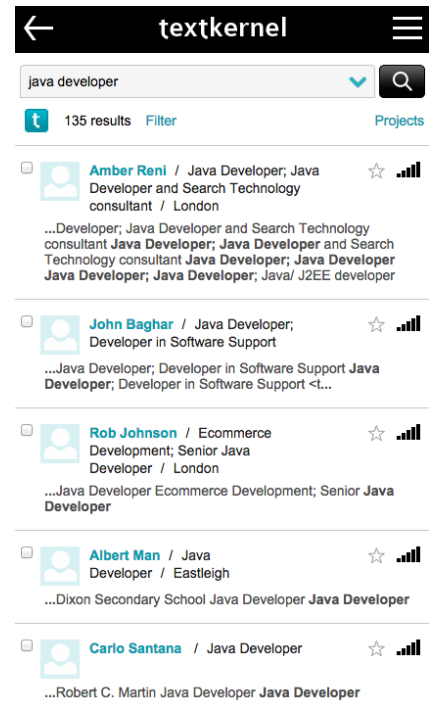 textkernel
java developer
t 135 results Filter Projects
Amber Reni / Java Developer; Java
Developer and Search Technology
consultant / London
...Developer; Java Developer and Search Technology
consultant Java Developer; Java Developer and Search
Technology consultant Java Developer; Java Developer
Java Developer; Java Developer; Java/ J2EE developer
John Baghar / Java Developer;
Developer in Software Support
...Java Developer; Developer in Software Support Java
Developer; Developer in Software Support <t...
Rob Johnson / Ecommerce
Development; Senior Java
Developer / London
...Java Developer Ecommerce Development; Senior Java
Developer
Albert Man / Java
Developer / Eastleigh
...Dixon Secondary School Java Developer Java Developer
Carlo Santana / Java Developer
...Robert C. Martin Java Developer Java Developer